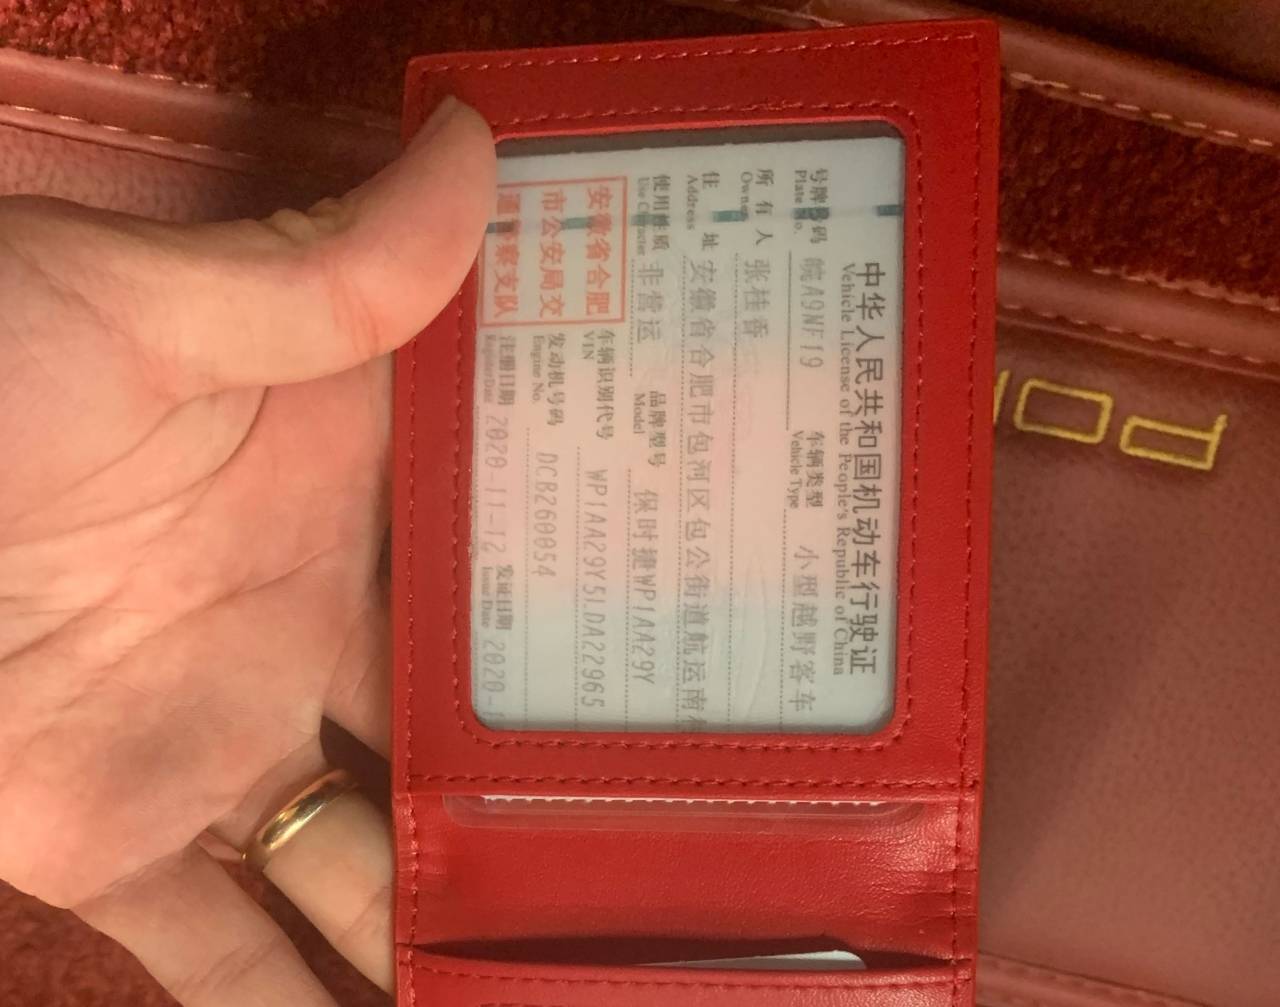 中华人民共和国机动车行驶证
Vehicle License of the People's Republic of China
号牌号码 皖A9NF19 车辆类型 小型越野客车
Plate No. Vehicle Type
所有人 张桂香
Owner
住址 安徽省合肥市包河区包公街道航运南
Address
使用性质 非营运 品牌型号 保时捷WP1AA29Y
Use Character Model
安徽省合肥
市公安局交
通警察支队
车辆识别代号 WP1AA29Y5LDA22965
VIN
发动机号码 DCB260054
Engine No.
注册日期 2020-11-12 发证日期 2020-1
Register Date Issue Date
PO